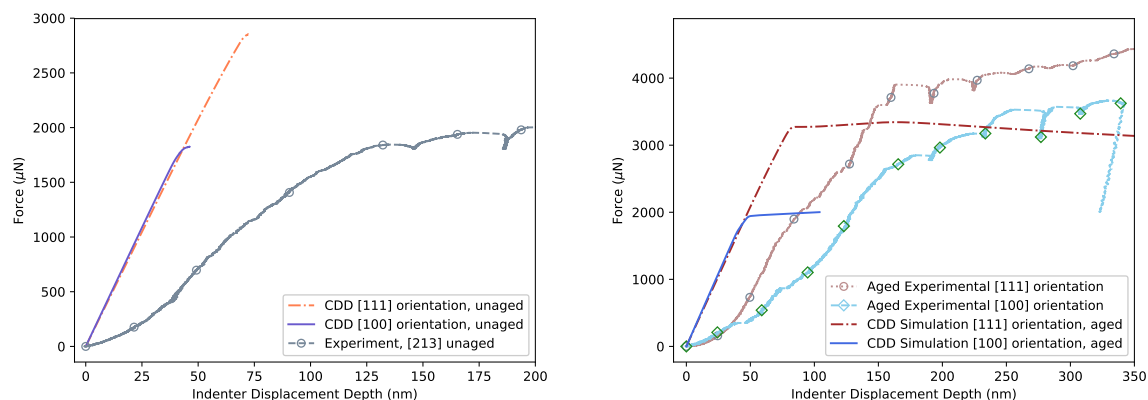 3000
2500
2000
1500
1000
500
0
Force (μN)
CDD [111] orientation, unaged
CDD [100] orientation, unaged
Experiment, [213] unaged
0 25 50 75 100 125 150 175 200
Indenter Displacement Depth (nm)
4000
3000
2000
1000
0
Force (μN)
Aged Experimental [111] orientation
Aged Experimental [100] orientation
CDD Simulation [111] orientation, aged
CDD Simulation [100] orientation, aged
0 50 100 150 200 250 300 350
Indenter Displacement Depth (nm)